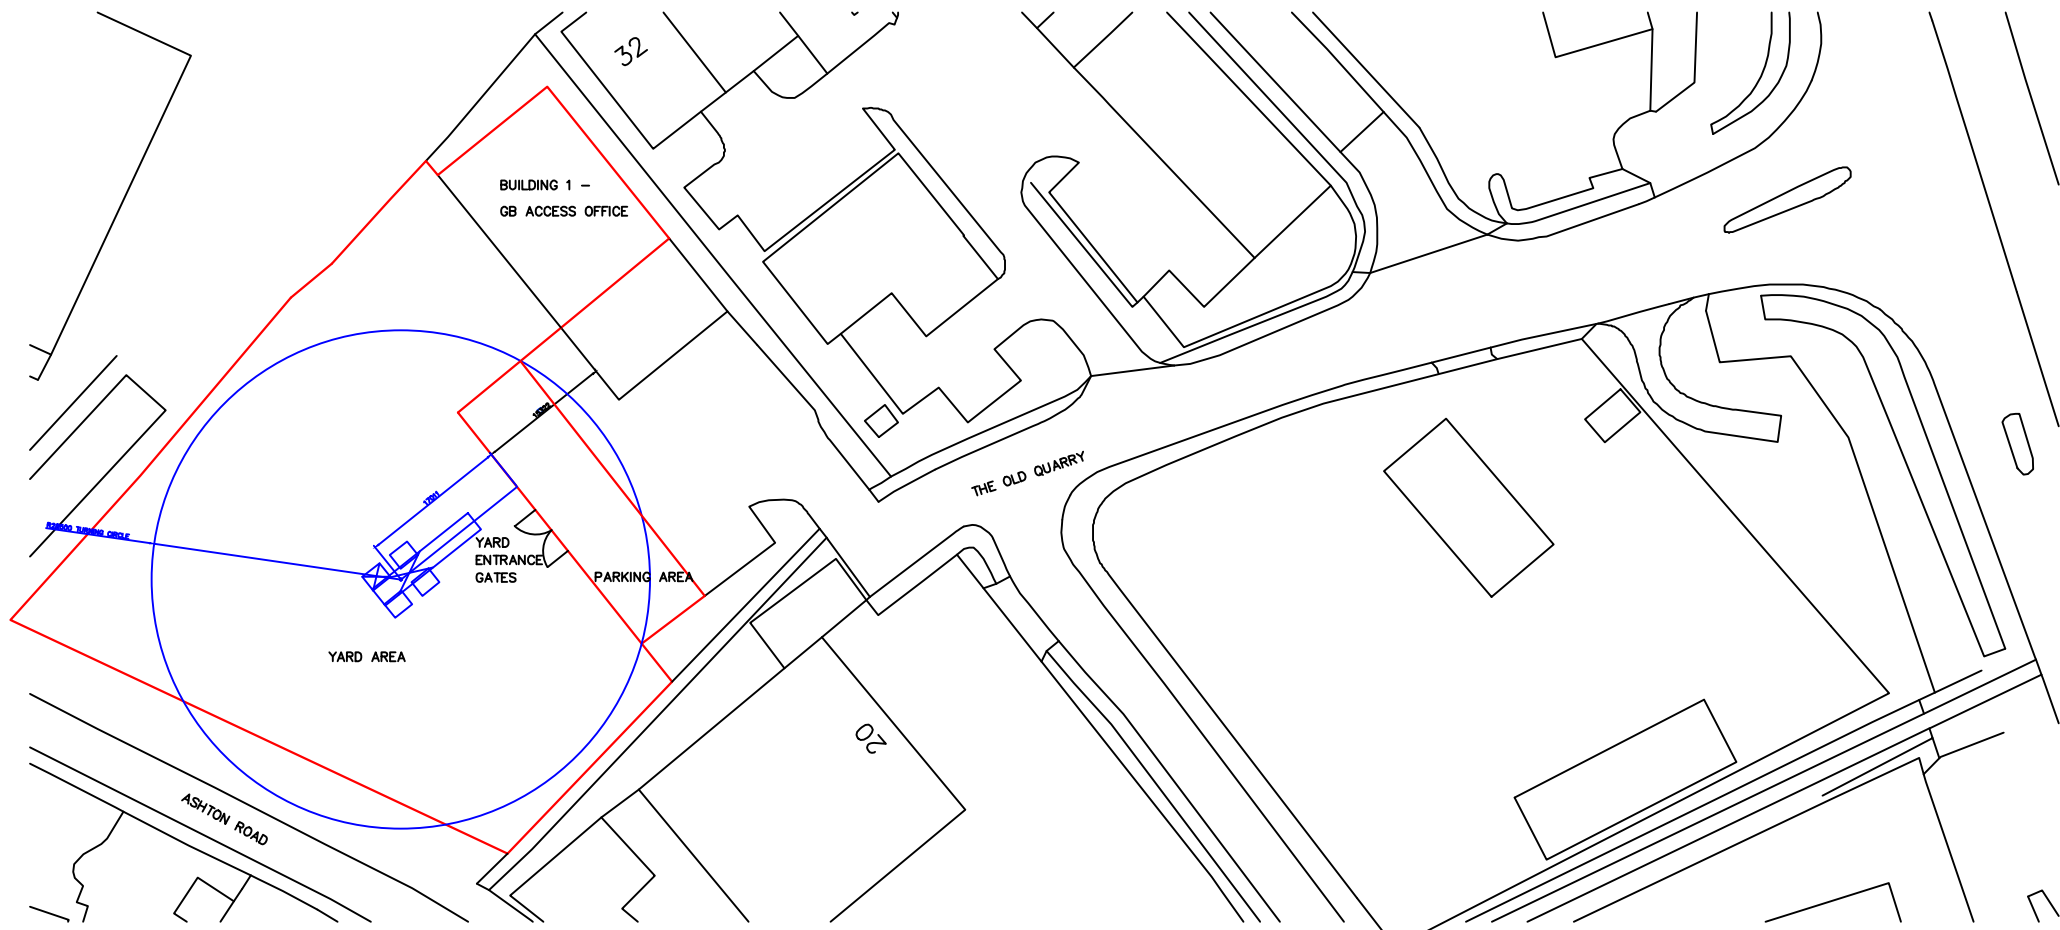 32
BUILDING 1 –
GB ACCESS OFFICE
THE OLD QUARRY
YARD
ENTRANCE
GATES
PARKING AREA
YARD AREA
20
ASHTON ROAD